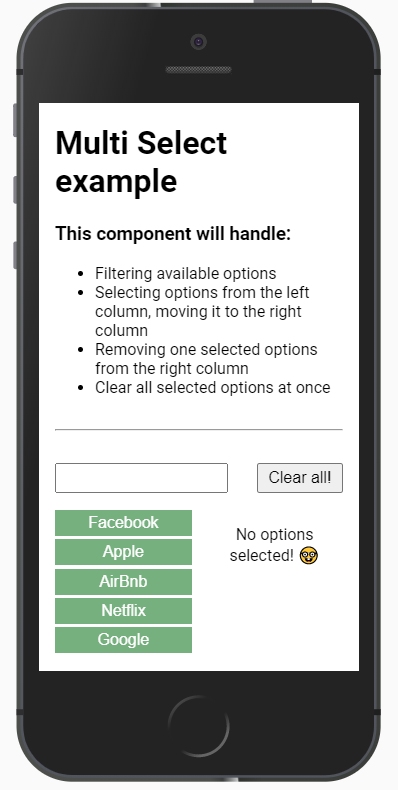 Multi Select
example
This component will handle:
Filtering available options
Selecting options from the left
column, moving it to the right
column
Removing one selected options
from the right column
Clear all selected options at once
Clear all!
Facebook
Apple
AirBnb
Netflix
Google
No options
selected! 🤓